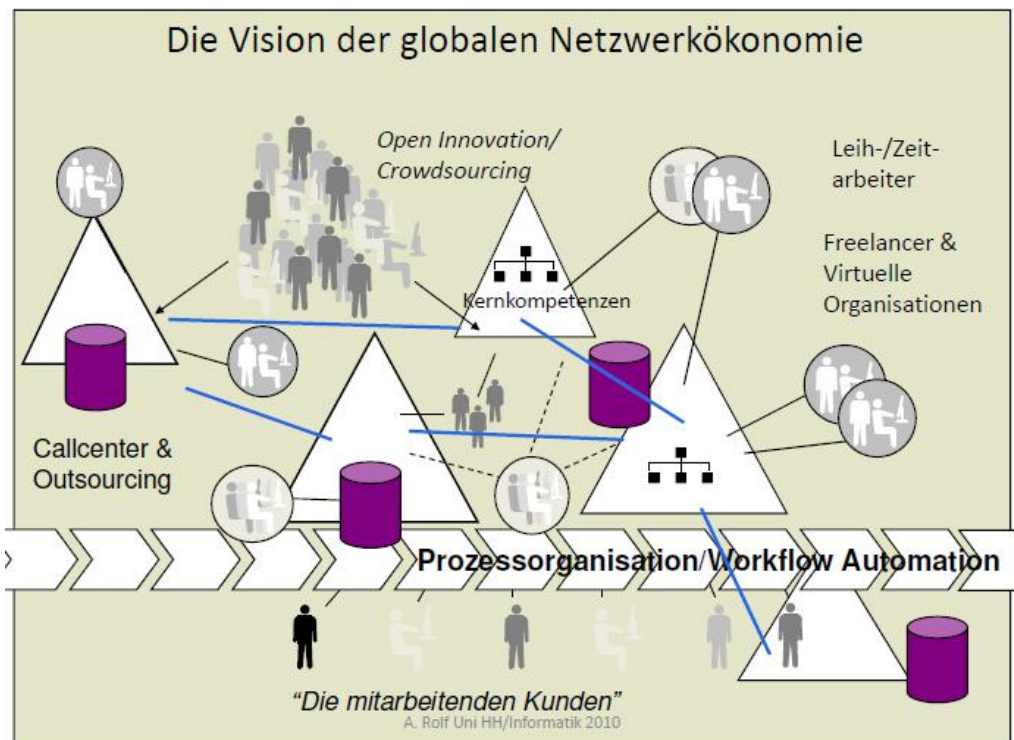 Die Vision der globalen Netzwerkökonomie
Open Innovation/
Crowdsourcing
Leih-/Zeit-
arbeiter
Freelancer &
Virtuelle
Organisationen
Kernkompetenzen
Callcenter &
Outsourcing
Prozessorganisation/Workflow Automation
"Die mitarbeitenden Kunden"
A. Rolf Uni HH/Informatik 2010